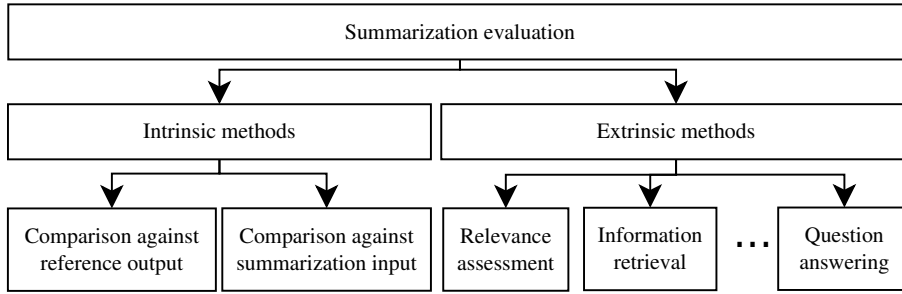 Summarization evaluation
Intrinsic methods
Extrinsic methods
Comparison against
reference output
Comparison against
summarization input
Relevance
assessment
Information
retrieval
...
Question
answering